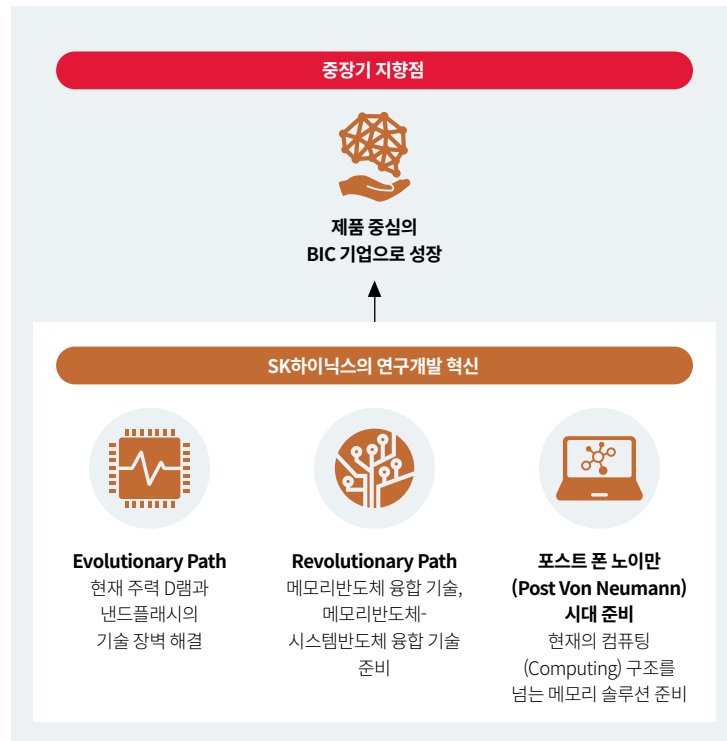 중장기 지향점
제품 중심의
BIC 기업으로 성장
SK하이닉스의 연구개발 혁신
Evolutionary Path
현재 주력 D램과
낸드플래시의
기술 장벽 해결
Revolutionary Path
메모리반도체 융합 기술,
메모리반도체-
시스템반도체 융합 기술
준비
포스트 폰 노이만
(Post Von Neumann)
시대 준비
현재의 컴퓨팅
(Computing) 구조를
넘는 메모리 솔루션 준비